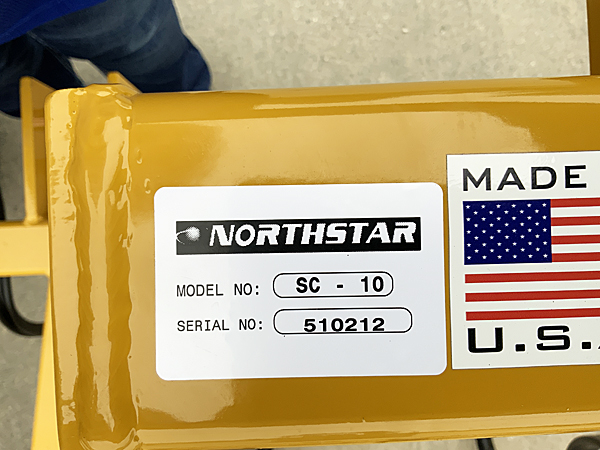 NORTHSTAR
MODEL NO: SC - 10
SERIAL NO: 510212
MADE
U.S.